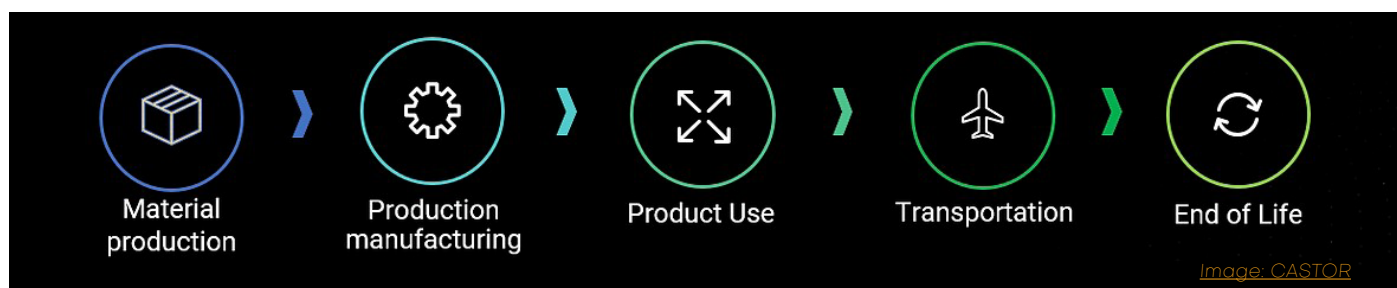 Material
production
Production
manufacturing
Product Use
Transportation
End of Life
Image: CASTOR